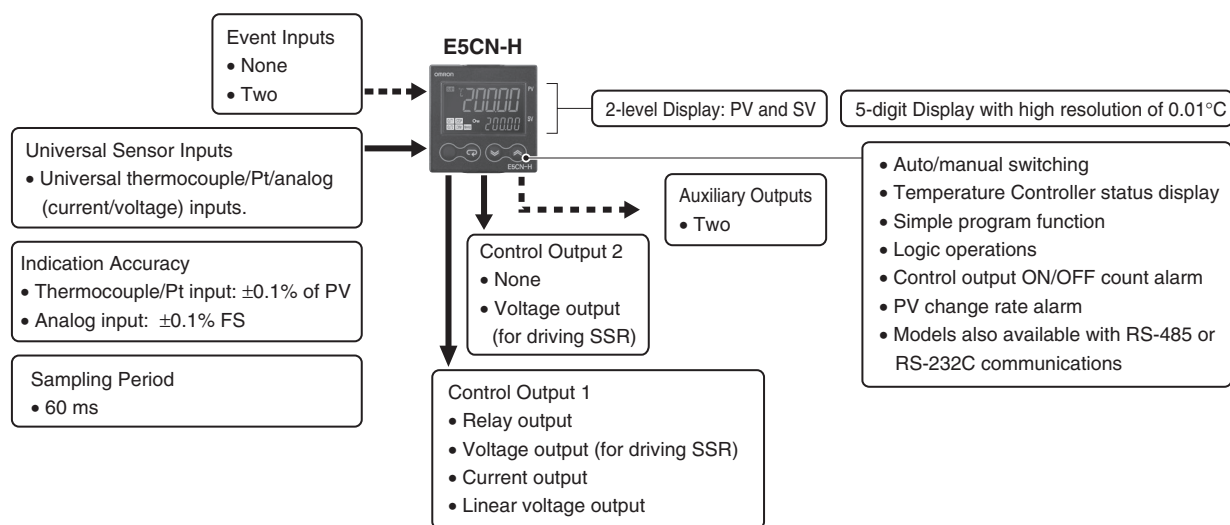 Event Inputs
• None
• Two
E5CN-H
omron
20000
PV
200.00
SV
E5CN-H
2-level Display: PV and SV
5-digit Display with high resolution of 0.01°C
Universal Sensor Inputs
• Universal thermocouple/Pt/analog
(current/voltage) inputs.
Indication Accuracy
• Thermocouple/Pt input: ±0.1% of PV
• Analog input: ±0.1% FS
Sampling Period
• 60 ms
Auxiliary Outputs
• Two
Control Output 2
• None
• Voltage output
(for driving SSR)
Control Output 1
• Relay output
• Voltage output (for driving SSR)
• Current output
• Linear voltage output
• Auto/manual switching
• Temperature Controller status display
• Simple program function
• Logic operations
• Control output ON/OFF count alarm
• PV change rate alarm
• Models also available with RS-485 or
RS-232C communications